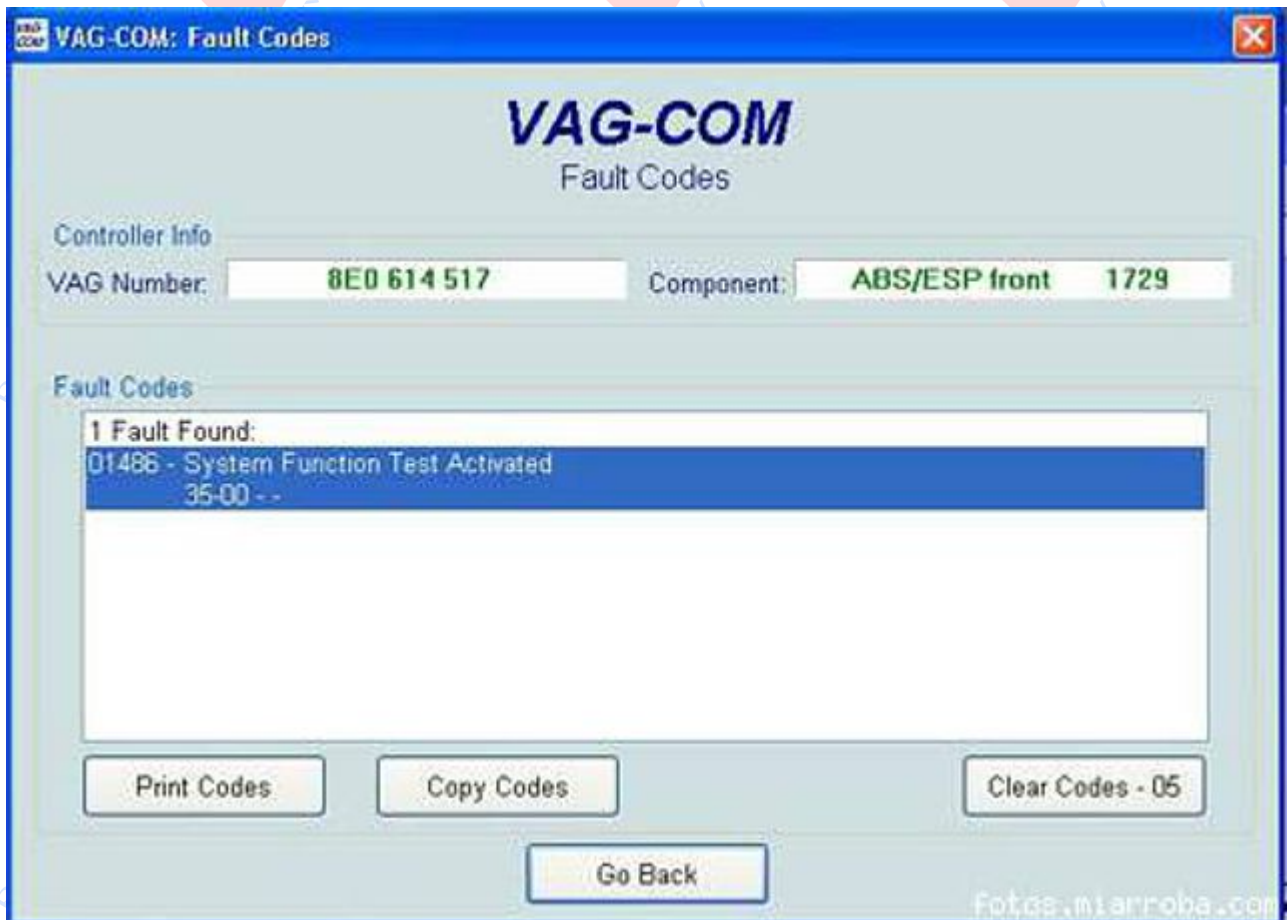 VAG-COM: Fault Codes
VAG-COM
Fault Codes
Controller Info
VAG Number: 8E0 614 517 Component: ABS/ESP front 1729
Fault Codes
1 Fault Found:
01486 - System Function Test Activated
35-00 - -
Print Codes Copy Codes Clear Codes - 05
Go Back
fotos.miarroba.com